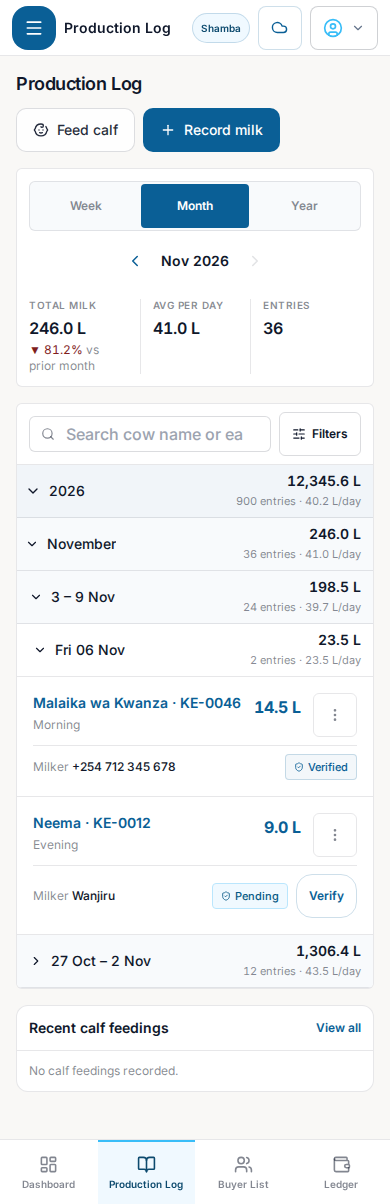 Production Log
Shamba
Production Log
Feed calf
Record milk
Week
Month
Year
Nov 2026
TOTAL MILK
246.0 L
▼ 81.2% vs
prior month
AVG PER DAY
41.0 L
ENTRIES
36
Search cow name or ea
Filters
2026
12,345.6 L
900 entries · 40.2 L/day
November
246.0 L
36 entries · 41.0 L/day
3 – 9 Nov
198.5 L
24 entries · 39.7 L/day
Fri 06 Nov
23.5 L
2 entries · 23.5 L/day
Malaika wa Kwanza · KE-0046
14.5 L
Morning
Milker +254 712 345 678
Verified
Neema · KE-0012
9.0 L
Evening
Milker Wanjiru
Pending
Verify
27 Oct – 2 Nov
1,306.4 L
12 entries · 43.5 L/day
Recent calf feedings
View all
No calf feedings recorded.
Dashboard
Production Log
Buyer List
Ledger